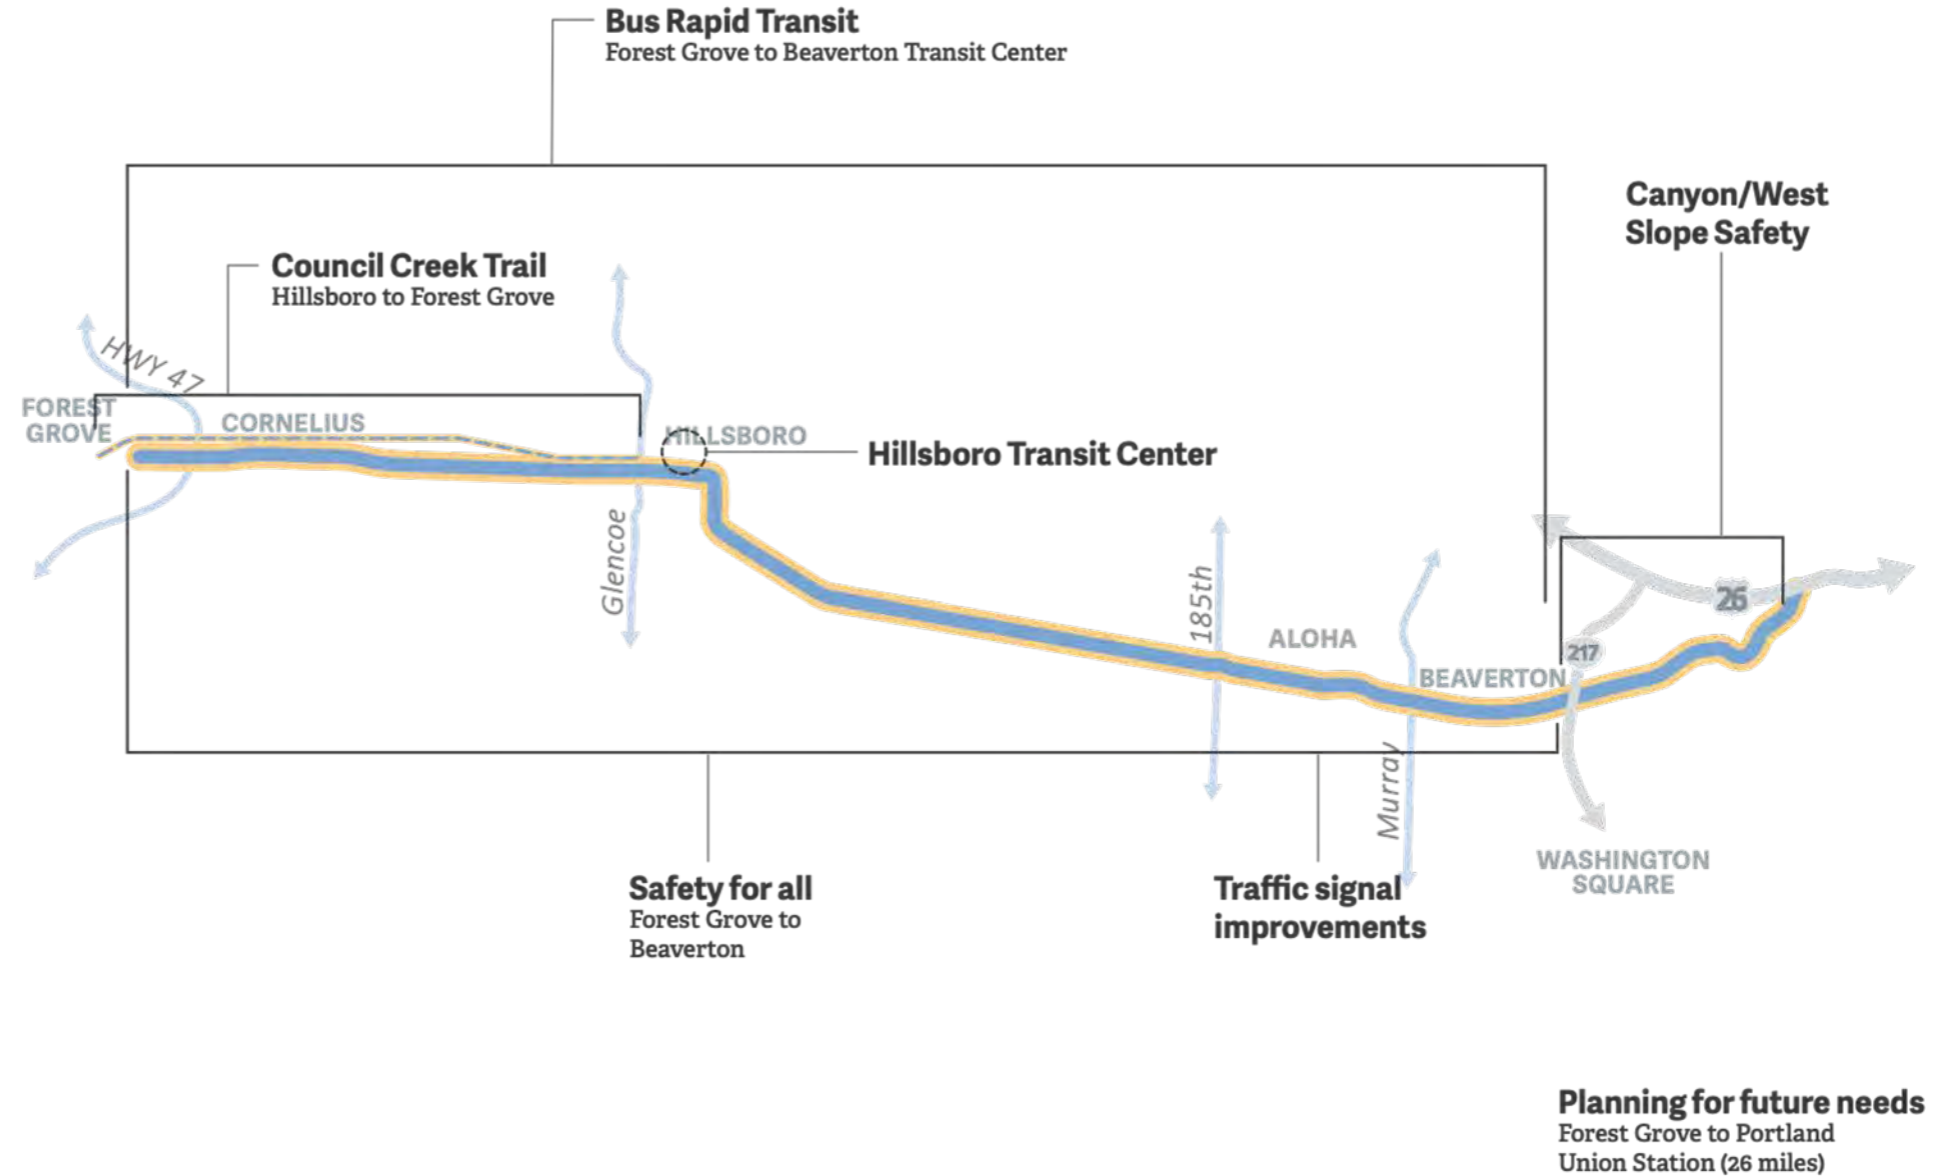 Bus Rapid Transit
Forest Grove to Beaverton Transit Center
Canyon/West
Slope Safety
Council Creek Trail
Hillsboro to Forest Grove
HWY 47
FOREST
GROVE
CORNELIUS
HILLSBORO
Hillsboro Transit Center
Glencoe
185th
ALOHA
26
217
BEAVERTON
Murray
WASHINGTON
SQUARE
Safety for all
Forest Grove to
Beaverton
Traffic signal
improvements
Planning for future needs
Forest Grove to Portland
Union Station (26 miles)